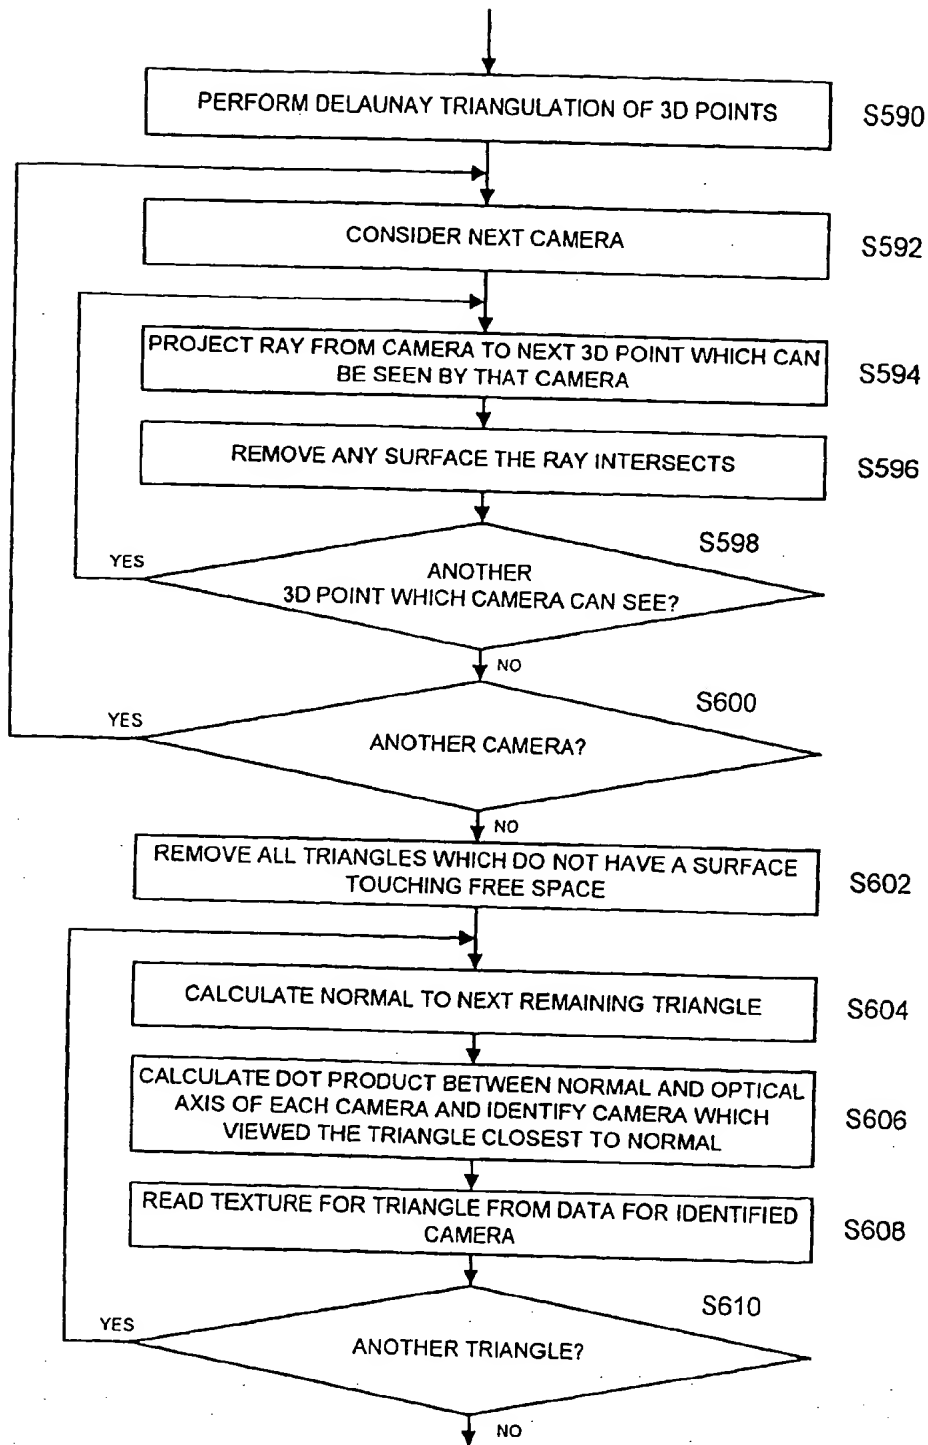 PERFORM DELAUNAY TRIANGULATION OF 3D POINTS
S590
CONSIDER NEXT CAMERA
S592
PROJECT RAY FROM CAMERA TO NEXT 3D POINT WHICH CAN
BE SEEN BY THAT CAMERA
S594
REMOVE ANY SURFACE THE RAY INTERSECTS
S596
S598
YES
ANOTHER
3D POINT WHICH CAMERA CAN SEE?
NO
S600
YES
ANOTHER CAMERA?
NO
REMOVE ALL TRIANGLES WHICH DO NOT HAVE A SURFACE
TOUCHING FREE SPACE
S602
CALCULATE NORMAL TO NEXT REMAINING TRIANGLE
S604
CALCULATE DOT PRODUCT BETWEEN NORMAL AND OPTICAL
AXIS OF EACH CAMERA AND IDENTIFY CAMERA WHICH
VIEWED THE TRIANGLE CLOSEST TO NORMAL
S606
READ TEXTURE FOR TRIANGLE FROM DATA FOR IDENTIFIED
CAMERA
S608
S610
YES
ANOTHER TRIANGLE?
NO